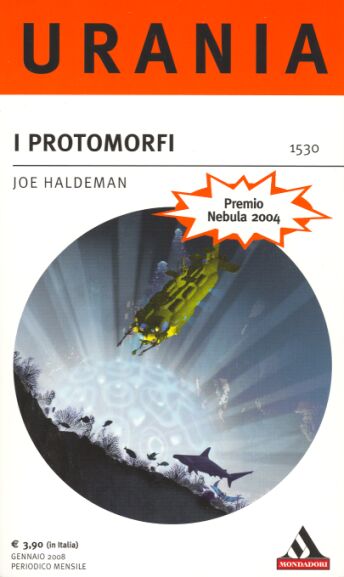 URANIA
I PROTOMORFI
1530
JOE HALDEMAN
Premio
Nebula 2004
€ 3,90 (in Italia)
GENNAIO 2008
PERIODICO MENSILE
MONDADORI